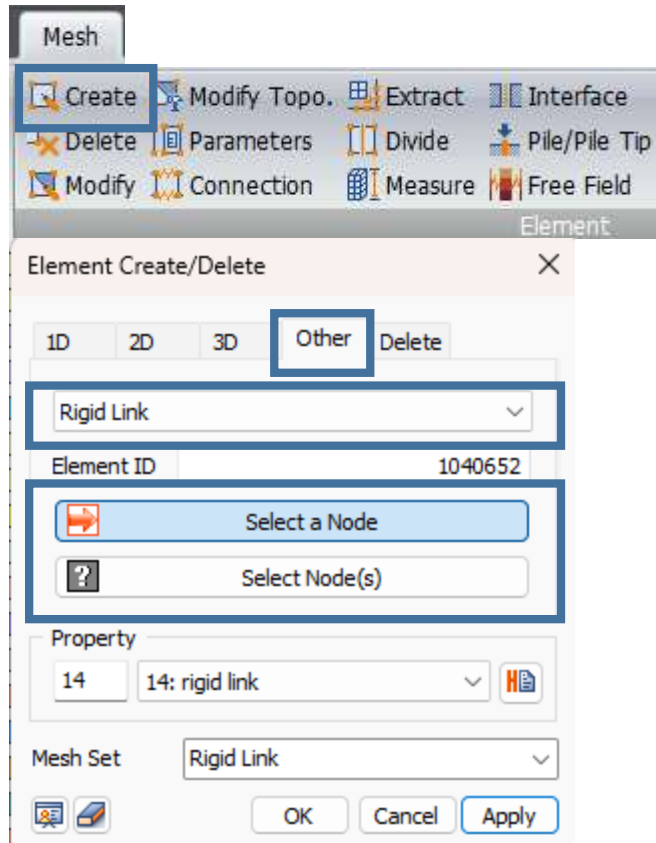 Mesh
Create Modify Topo. Extract Interface
Delete Parameters Divide Pile/Pile Tip
Modify Connection Measure Free Field
Element
Element Create/Delete
1D 2D 3D Other Delete
Rigid Link
Element ID 1040652
Select a Node
? Select Node(s)
Property
14 14: rigid link H
Mesh Set Rigid Link
OK Cancel Apply